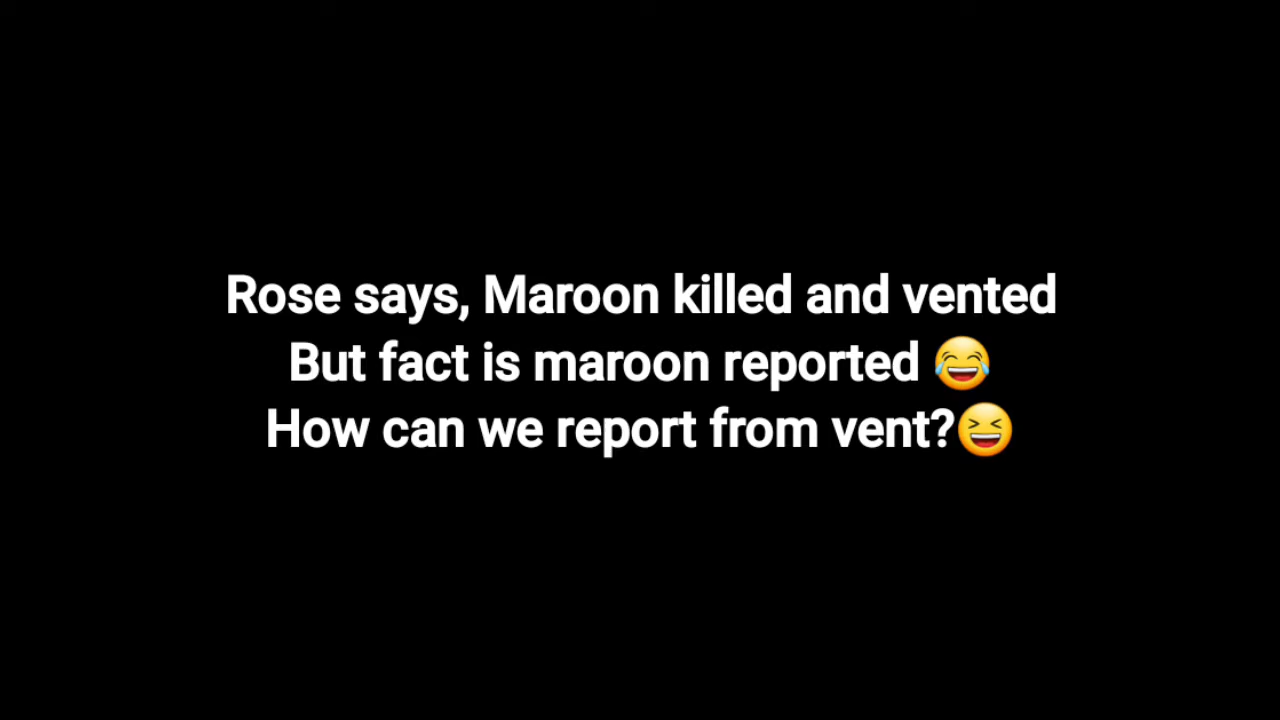 Rose says, Maroon killed and vented
But fact is maroon reported 😂
How can we report from vent?😆